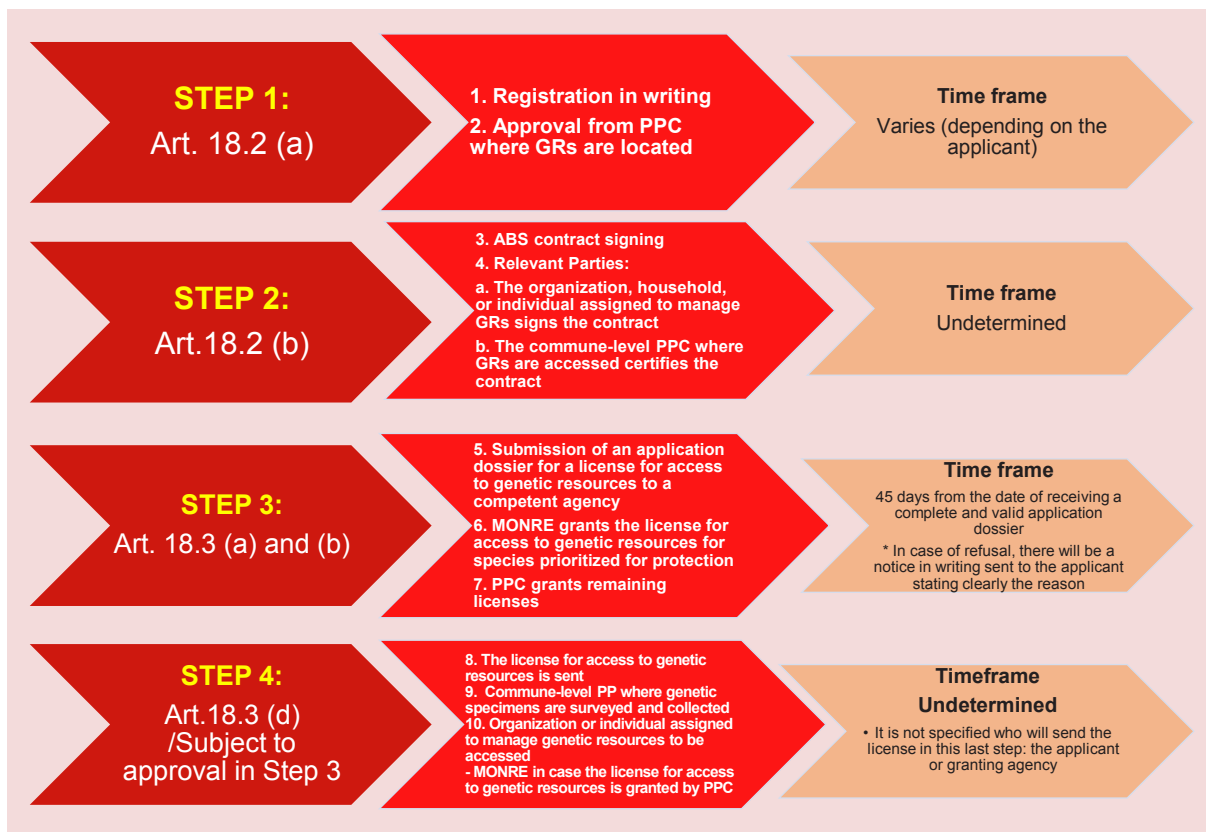 STEP 1:
Art. 18.2 (a)
1. Registration in writing
2. Approval from PPC
where GRs are located
Time frame
Varies (depending on the
applicant)
STEP 2:
Art.18.2 (b)
3. ABS contract signing
4. Relevant Parties:
a. The organization, household,
or individual assigned to manage
GRs signs the contract
b. The commune-level PPC where
GRs are accessed certifies the
contract
Time frame
Undetermined
STEP 3:
Art. 18.3 (a) and (b)
5. Submission of an application
dossier for a license for access
to genetic resources to a
competent agency
6. MONRE grants the license for
access to genetic resources for
species prioritized for protection
7. PPC grants remaining
licenses
Time frame
45 days from the date of receiving a
complete and valid application
dossier
* In case of refusal, there will be a
notice in writing sent to the applicant
stating clearly the reason
STEP 4:
Art.18.3 (d)
/Subject to
approval in Step 3
8. The license for access to genetic
resources is sent
9. Commune-level PP where genetic
specimens are surveyed and collected
10. Organization or individual assigned
to manage genetic resources to be
accessed
- MONRE in case the license for access
to genetic resources is granted by PPC
Timeframe
Undetermined
• It is not specified who will send the
license in this last step: the applicant
or granting agency